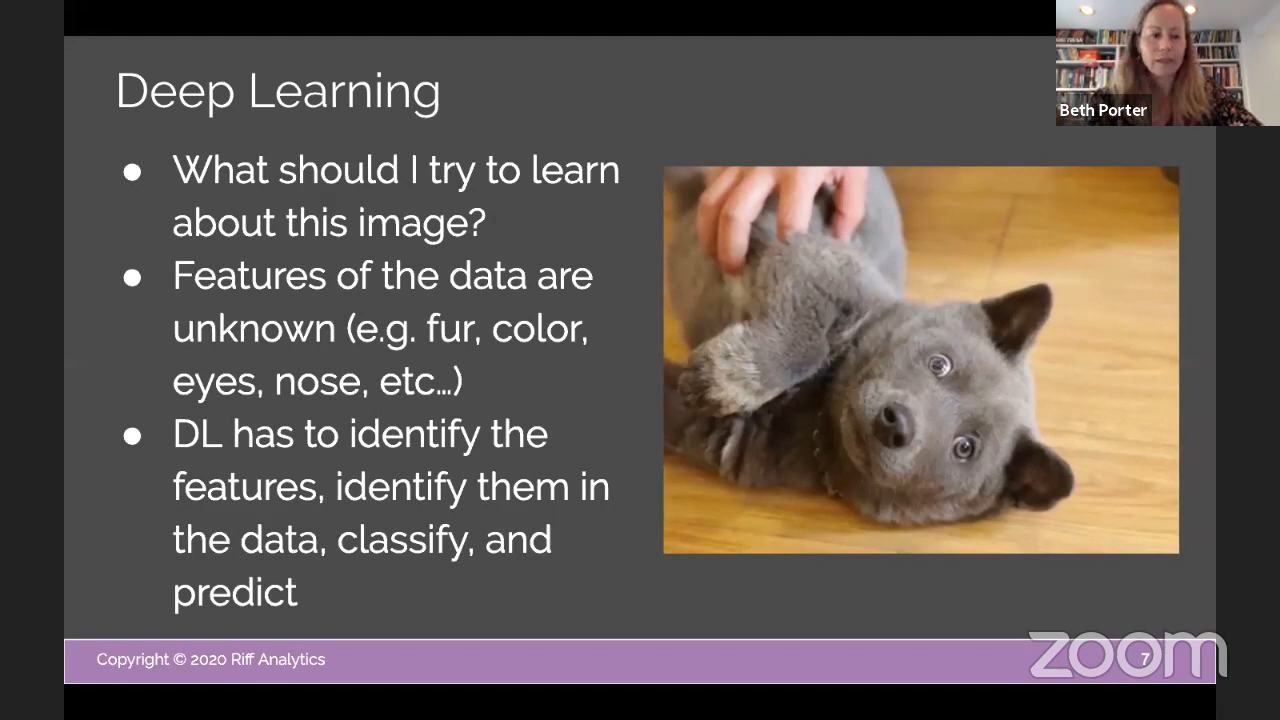 Deep Learning
Beth Porter
● What should I try to learn
about this image?
● Features of the data are
unknown (e.g. fur, color,
eyes, nose, etc…)
● DL has to identify the
features, identify them in
the data, classify, and
predict
Copyright © 2020 Riff Analytics
7
zoom